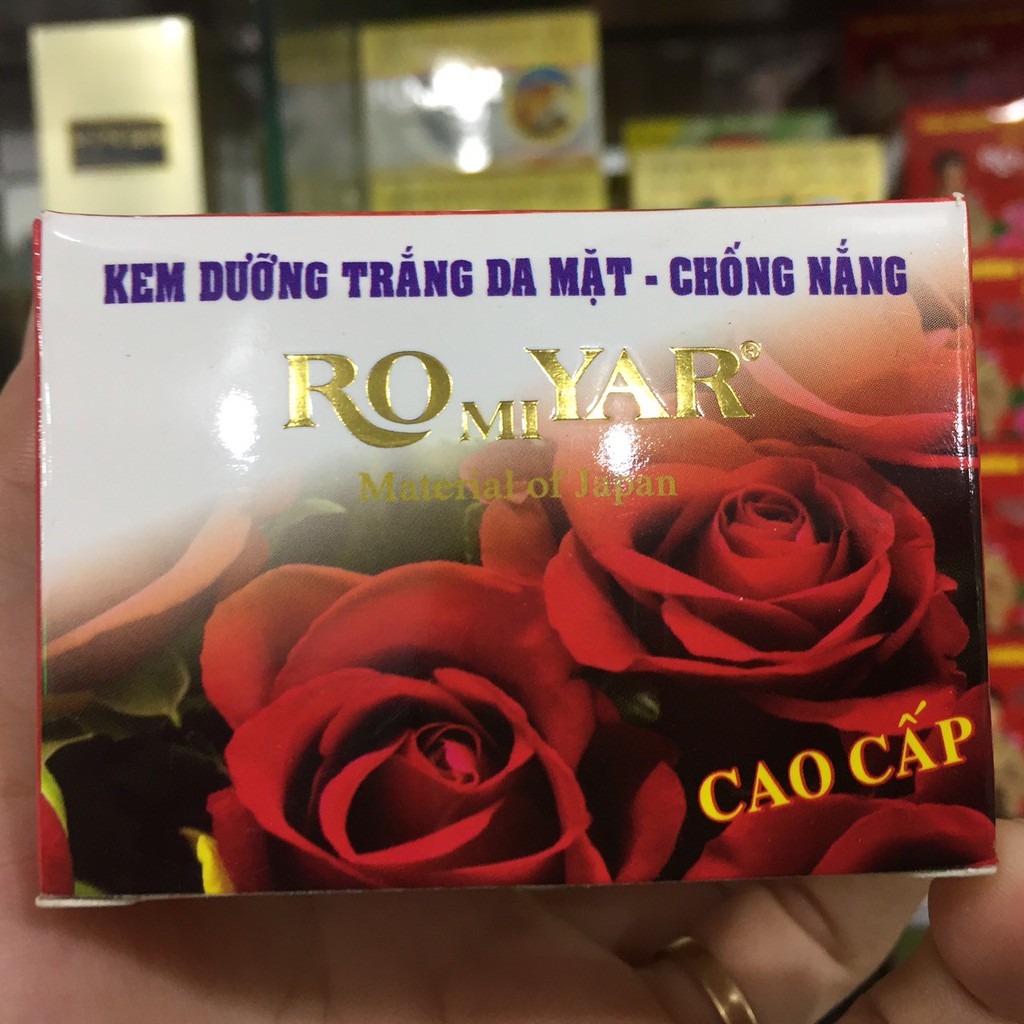 KEM DƯỠNG TRẮNG DA MẶT - CHỐNG NẮNG
ROMIYAR®
Material of Japan
CAO CẤP